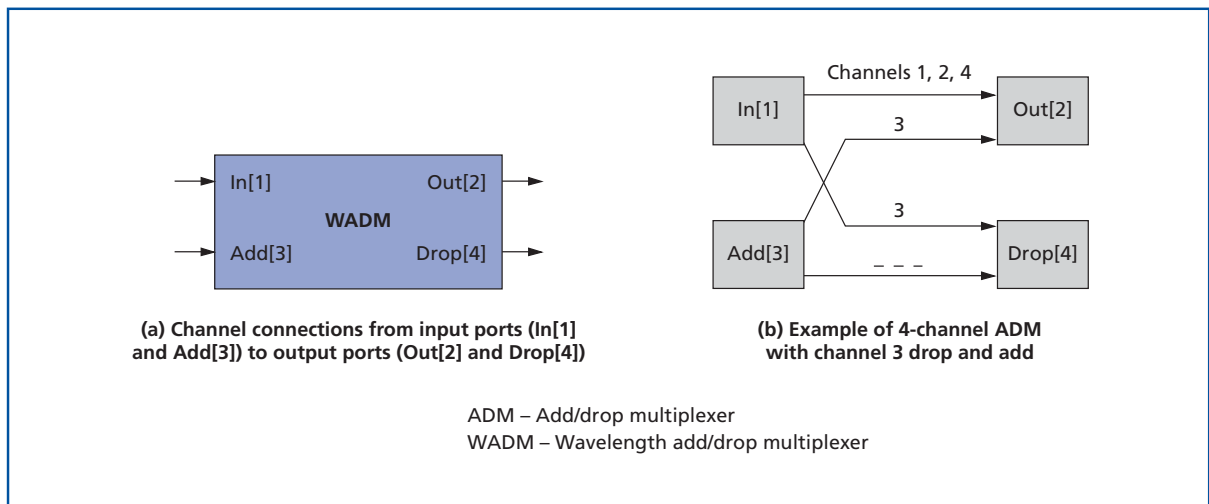 In[1]
Out[2]
WADM
Add[3]
Drop[4]
(a) Channel connections from input ports (In[1]
and Add[3]) to output ports (Out[2] and Drop[4])
Channels 1, 2, 4
In[1]
Out[2]
3
3
Add[3]
Drop[4]
– – –
(b) Example of 4-channel ADM
with channel 3 drop and add
ADM – Add/drop multiplexer
WADM – Wavelength add/drop multiplexer